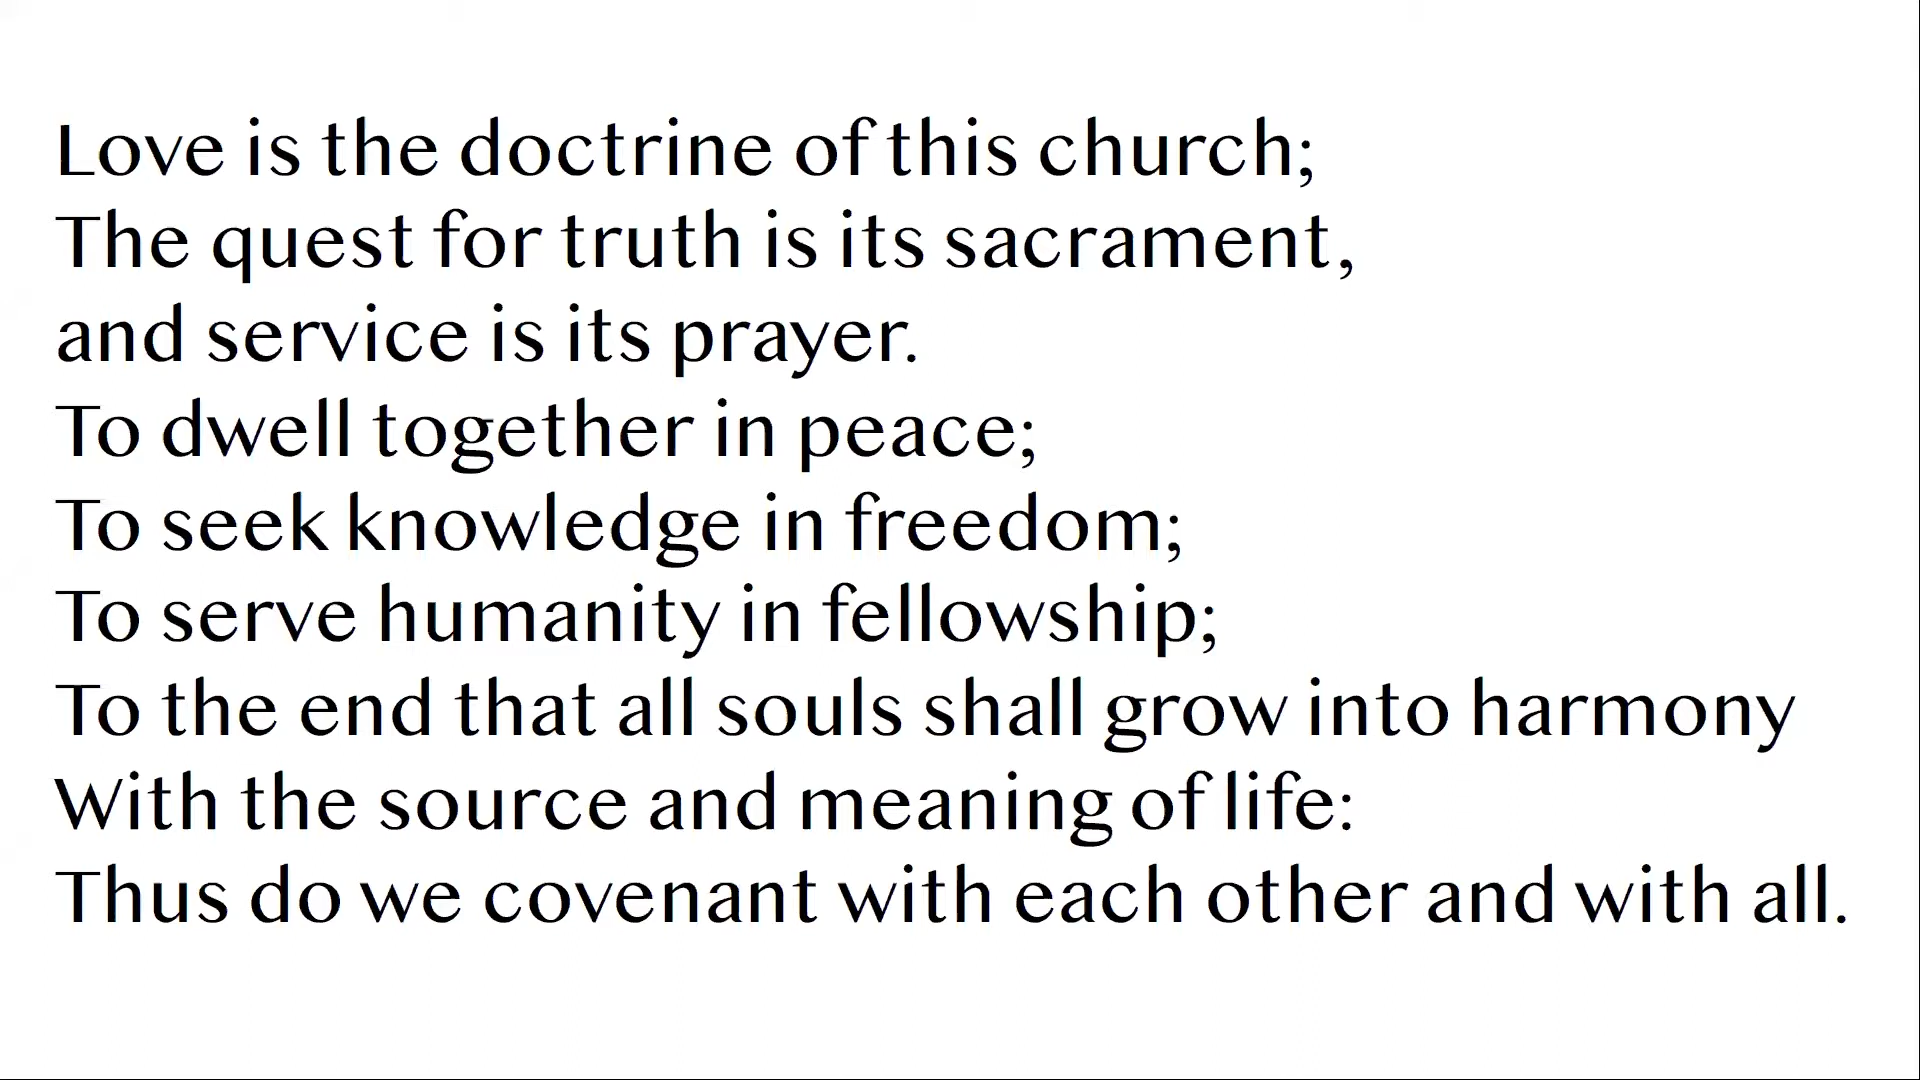 Love is the doctrine of this church;
The quest for truth is its sacrament,
and service is its prayer.
To dwell together in peace;
To seek knowledge in freedom;
To serve humanity in fellowship;
To the end that all souls shall grow into harmony
With the source and meaning of life:
Thus do we covenant with each other and with all.